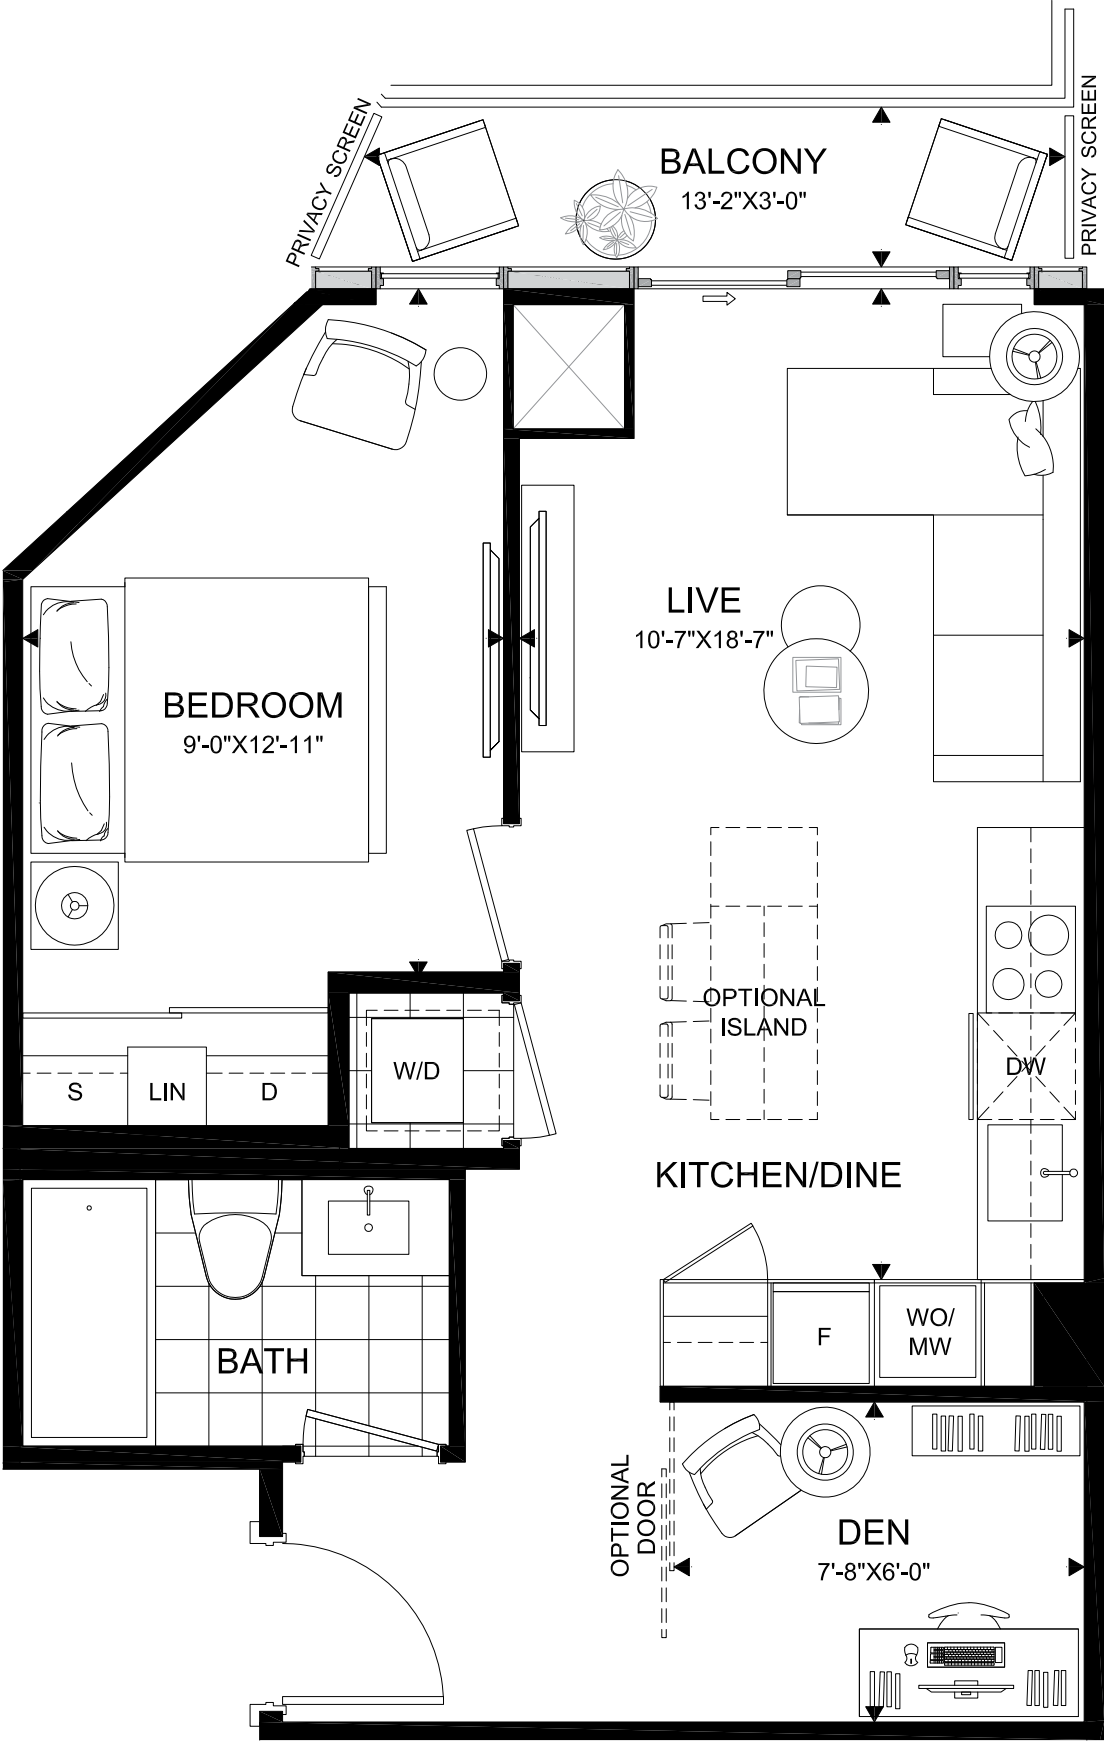 PRIVACY SCREEN
PRIVACY SCREEN
BALCONY
13'-2"X3'-0"
LIVE
10'-7"X18'-7"
BEDROOM
9'-0"X12'-11"
OPTIONAL
ISLAND
S
LIN
D
W/D
DW
KITCHEN/DINE
F
WO/
MW
BATH
OPTIONAL
DOOR
DEN
7'-8"X6'-0"